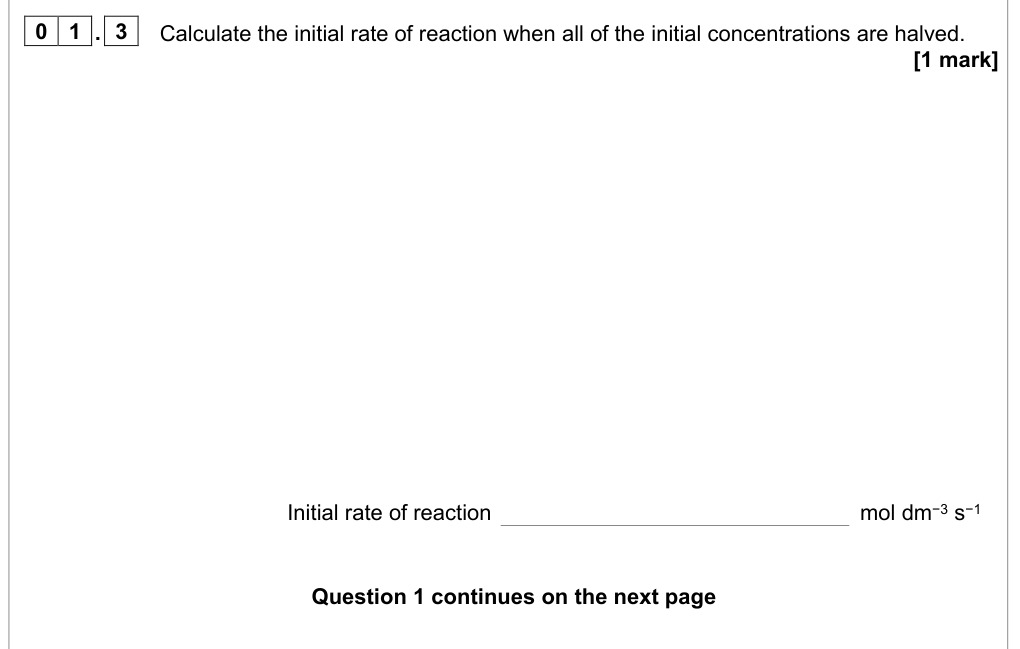 0 1 . 3 Calculate the initial rate of reaction when all of the initial concentrations are halved.
[1 mark]
Initial rate of reaction ____________ mol dm⁻³ s⁻¹
Question 1 continues on the next page